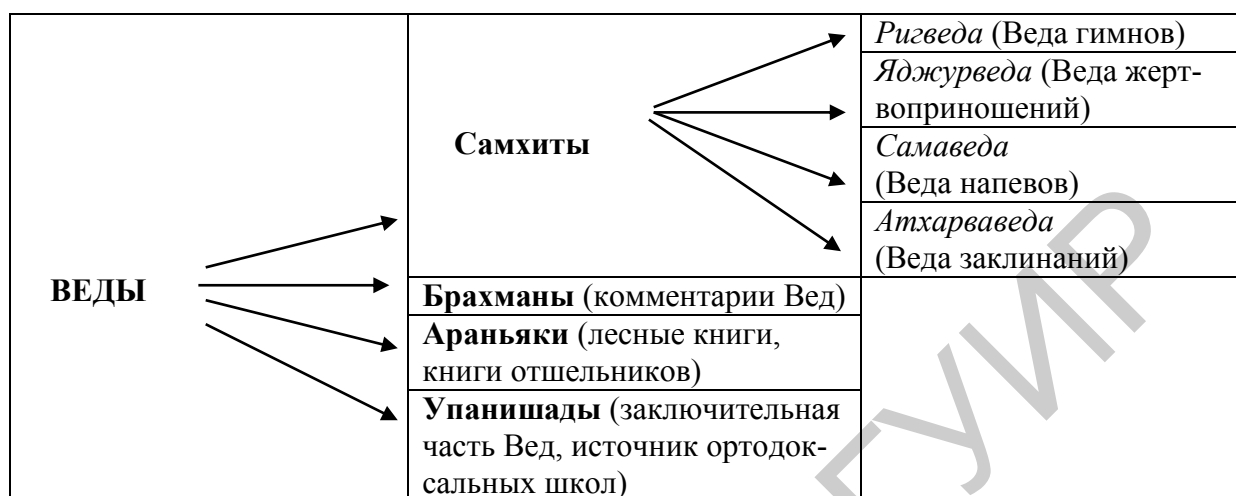 Ригведа (Веда гимнов)
Яджурведа (Веда жерт-
воприношений)
Самхиты
Самаведа
(Веда напевов)
Атхарваведа
(Веда заклинаний)
ВЕДЫ
Брахманы (комментарии Вед)
Араньяки (лесные книги,
книги отшельников)
Упанишады (заключительная
часть Вед, источник ортодок-
сальных школ)
ГУИР